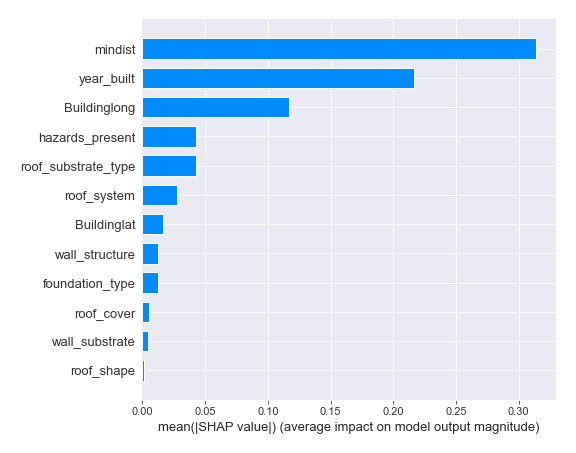 mindist
year_built
Buildinglong
hazards_present
roof_substrate_type
roof_system
Buildinglat
wall_structure
foundation_type
roof_cover
wall_substrate
roof_shape
0.00 0.05 0.10 0.15 0.20 0.25 0.30
mean(|SHAP value|) (average impact on model output magnitude)